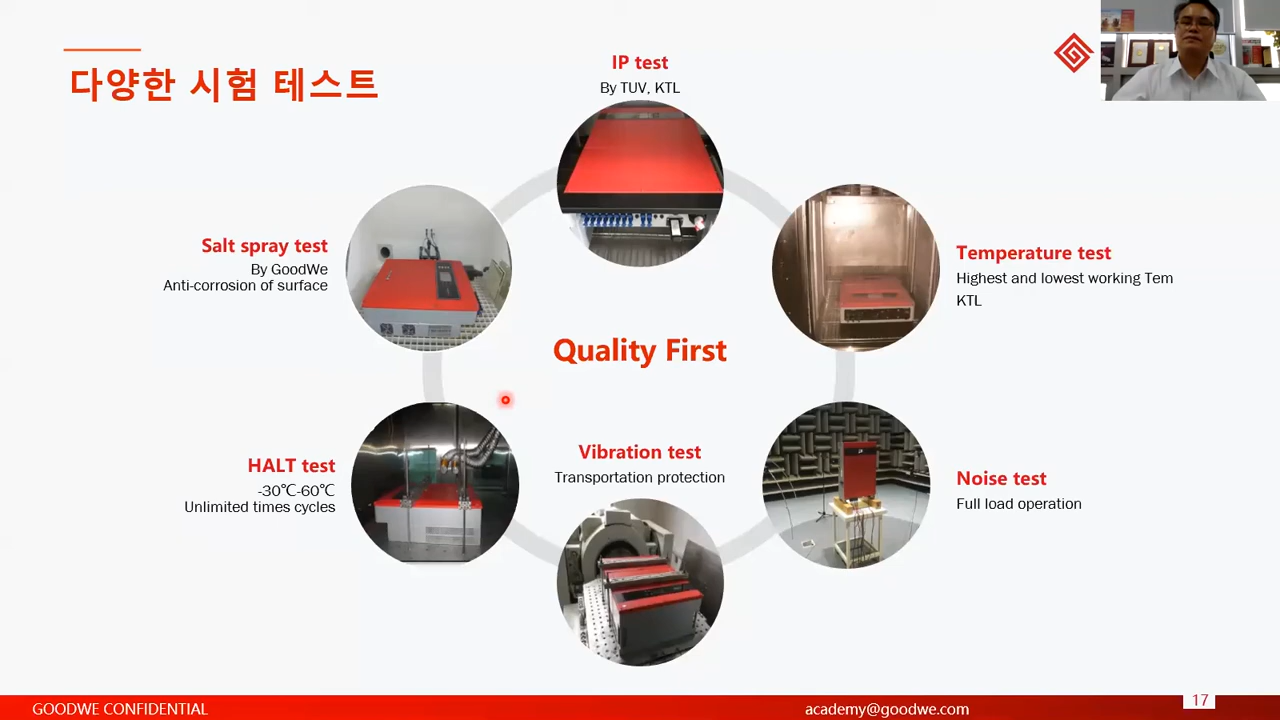 다양한 시험 테스트
IP test
By TUV, KTL
Salt spray test
By GoodWe
Anti-corrosion of surface
Temperature test
Highest and lowest working Tem
KTL
Quality First
HALT test
-30℃-60℃
Unlimited times cycles
Vibration test
Transportation protection
Noise test
Full load operation
GOODWE CONFIDENTIAL
academy@goodwe.com
17